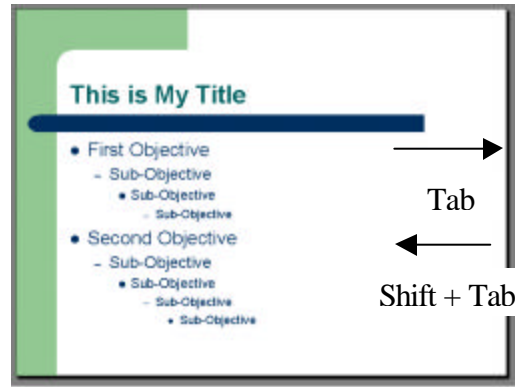 This is My Title
• First Objective
– Sub-Objective
• Sub-Objective
– Sub-Objective
• Second Objective
– Sub-Objective
• Sub-Objective
– Sub-Objective
• Sub-Objective
Tab
Shift + Tab